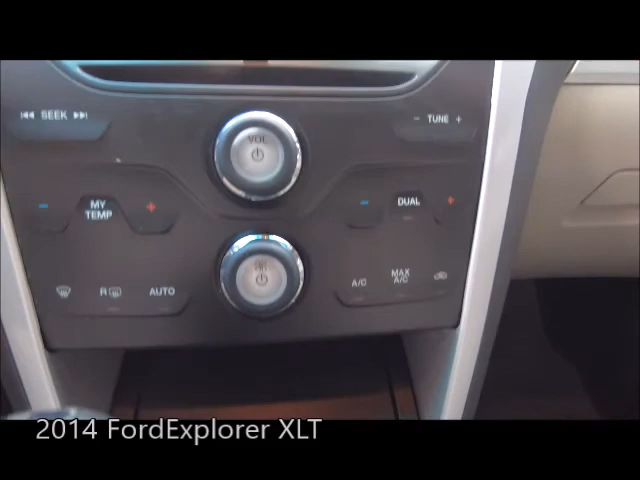 SEEK
VOL
- TUNE +
- MY TEMP +
- DUAL +
R
AUTO
A/C
MAX A/C
2014 FordExplorer XLT